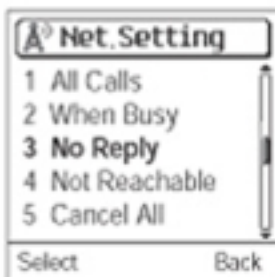 Net.Setting
1 All Calls
2 When Busy
3 No Reply
4 Not Reachable
5 Cancel All
Select Back